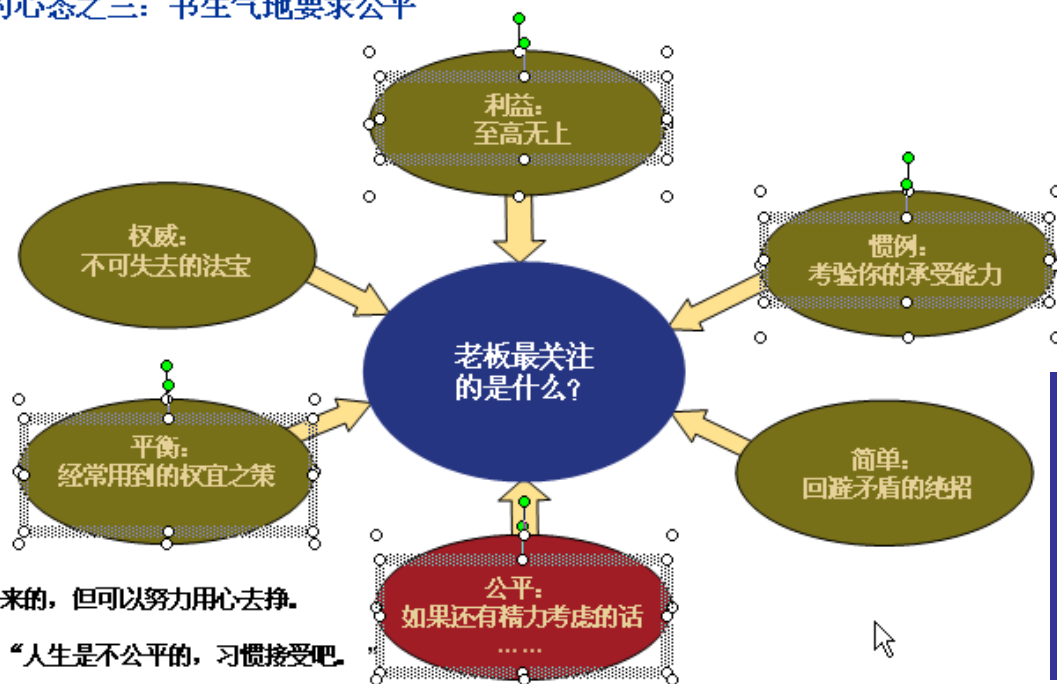 的心态之三：书生气地要求公平
利益：
至高无上
权威：
不可失去的法宝
惯例：
考验你的承受能力
老板最关注
的是什么？
平衡：
经常用到的权宜之策
简单：
回避矛盾的绝招
公平：
如果还有精力考虑的话
……
来的，但可以努力用心去挣。
“人生是不公平的，习惯接受吧。”